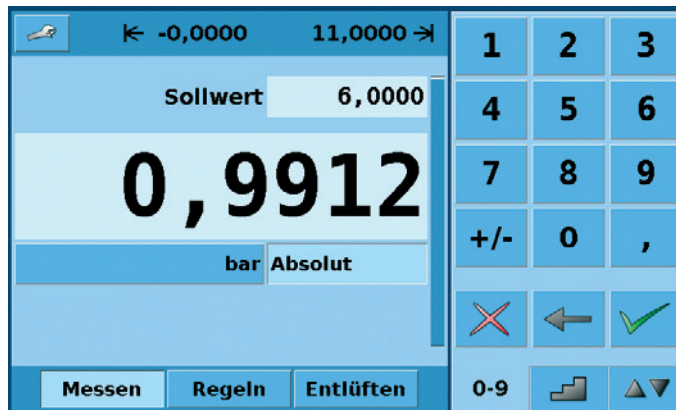 -0,0000 11,0000
Sollwert 6,0000
0,9912
bar Absolut
Messen Regeln Entlüften
1 2 3
4 5 6
7 8 9
+/- 0 ,
0-9